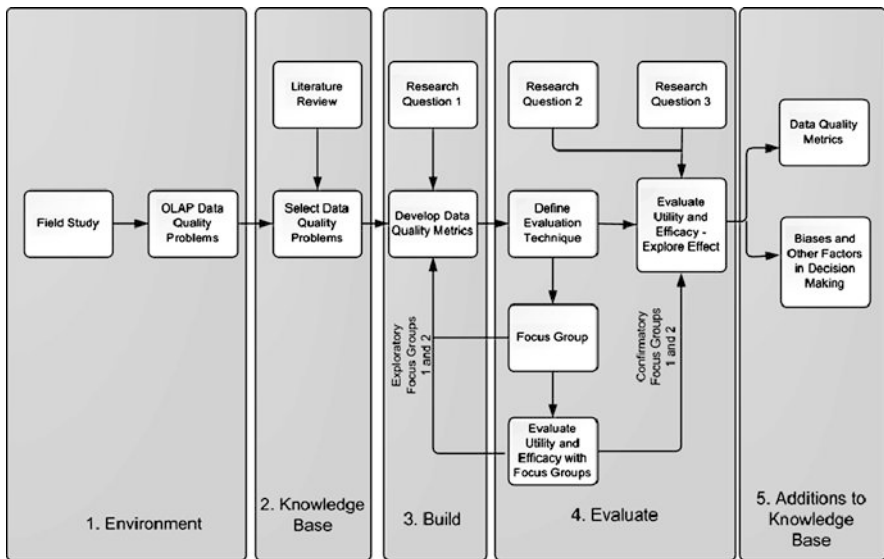 Literature
Review
Research
Question 1
Research
Question 2
Research
Question 3
Data Quality
Metrics
Field Study
OLAP Data
Quality
Problems
Select Data
Quality
Problems
Develop Data
Quality Metrics
Define
Evaluation
Technique
Evaluate
Utility and
Efficacy -
Explore Effect
Biases and
Other Factors
in Decision
Making
Exploratory
Focus Groups
1 and 2
Focus Group
Confirmatory
Focus Groups
1 and 2
Evaluate
Utility and
Efficacy with
Focus Groups
1. Environment
2. Knowledge
Base
3. Build
4. Evaluate
5. Additions to
Knowledge
Base